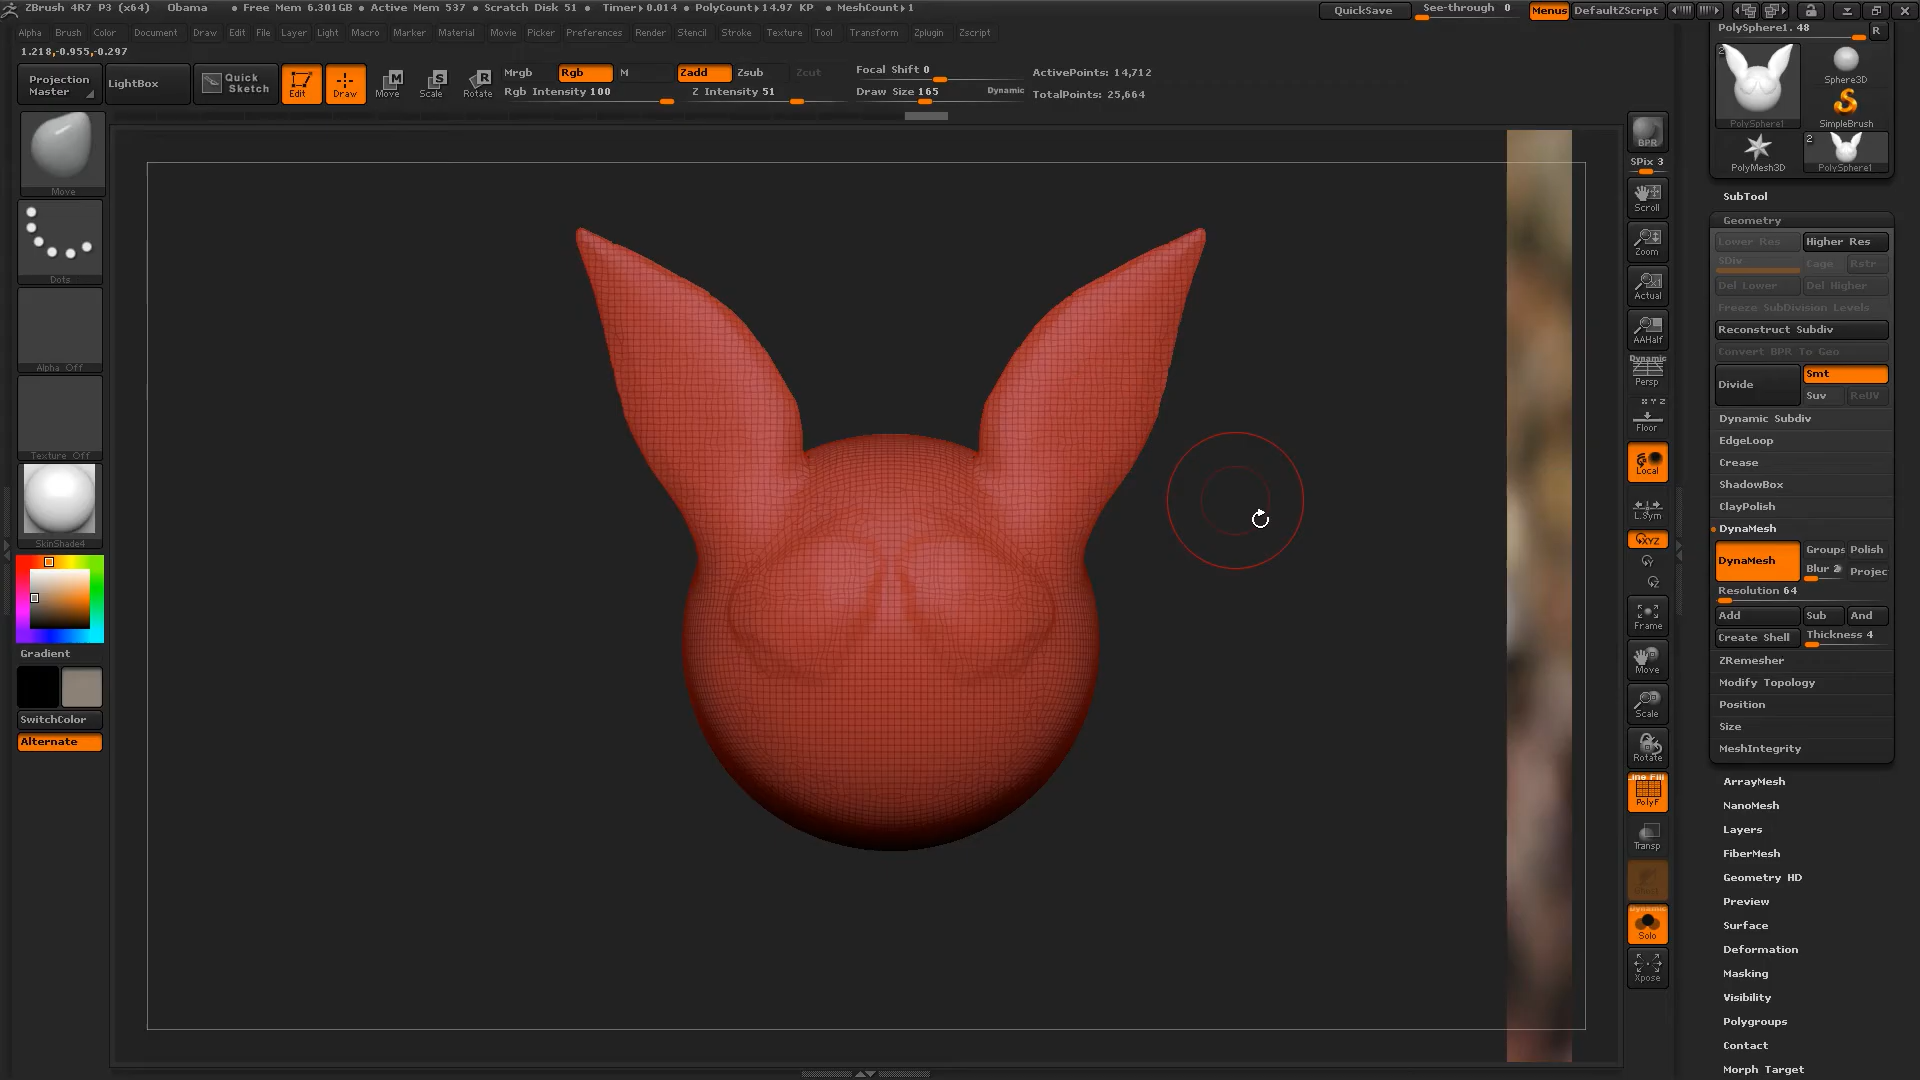 ZBrush 4R7 P3 (x64) Obama • Free Mem 6.301GB • Active Mem 537 • Scratch Disk 51 • Timer▸0.014 • PolyCount▸14.97 KP • MeshCount▸1
QuickSave See-through 0 Menus DefaultZScript
Alpha Brush Color Document Draw Edit File Layer Light Macro Marker Material Movie Picker Preferences Render Stencil Stroke Texture Tool Transform Zplugin Zscript
1.218,-0.955,-0.297
Projection Master
LightBox
Quick Sketch
Edit
Draw
Move
Scale
Rotate
Mrgb Rgb M
Rgb Intensity 100
Zadd Zsub Zcut
Z Intensity 51
Focal Shift 0
Draw Size 165 Dynamic
ActivePoints: 14,712
TotalPoints: 25,664
Move
Dots
Alpha Off
Texture Off
SkinShade4
Gradient
SwitchColor
Alternate
BPR
SPix 3
Scroll
Zoom
Actual
AAHalf
Dynamic
Persp
X Y Z
Floor
Local
L.Sym
XYZ
Y
Z
Frame
Move
Scale
Rotate
Line Fill
PolyF
Transp
Dynamic
Solo
Xpose
PolySphere1. 48 R
2
PolySphere1
Sphere3D
SimpleBrush
PolyMesh3D
2
PolySphere1
SubTool
Geometry
Lower Res Higher Res
SDiv Cage Rstr
Del Lower Del Higher
Freeze SubDivision Levels
Reconstruct Subdiv
Convert BPR To Geo
Divide Smt
Suv ReUV
Dynamic Subdiv
EdgeLoop
Crease
ShadowBox
ClayPolish
DynaMesh
DynaMesh Groups Polish
Blur 2 Projec
Resolution 64
Add Sub And
Create Shell Thickness 4
ZRemesher
Modify Topology
Position
Size
MeshIntegrity
ArrayMesh
NanoMesh
Layers
FiberMesh
Geometry HD
Preview
Surface
Deformation
Masking
Visibility
Polygroups
Contact
Morph Target